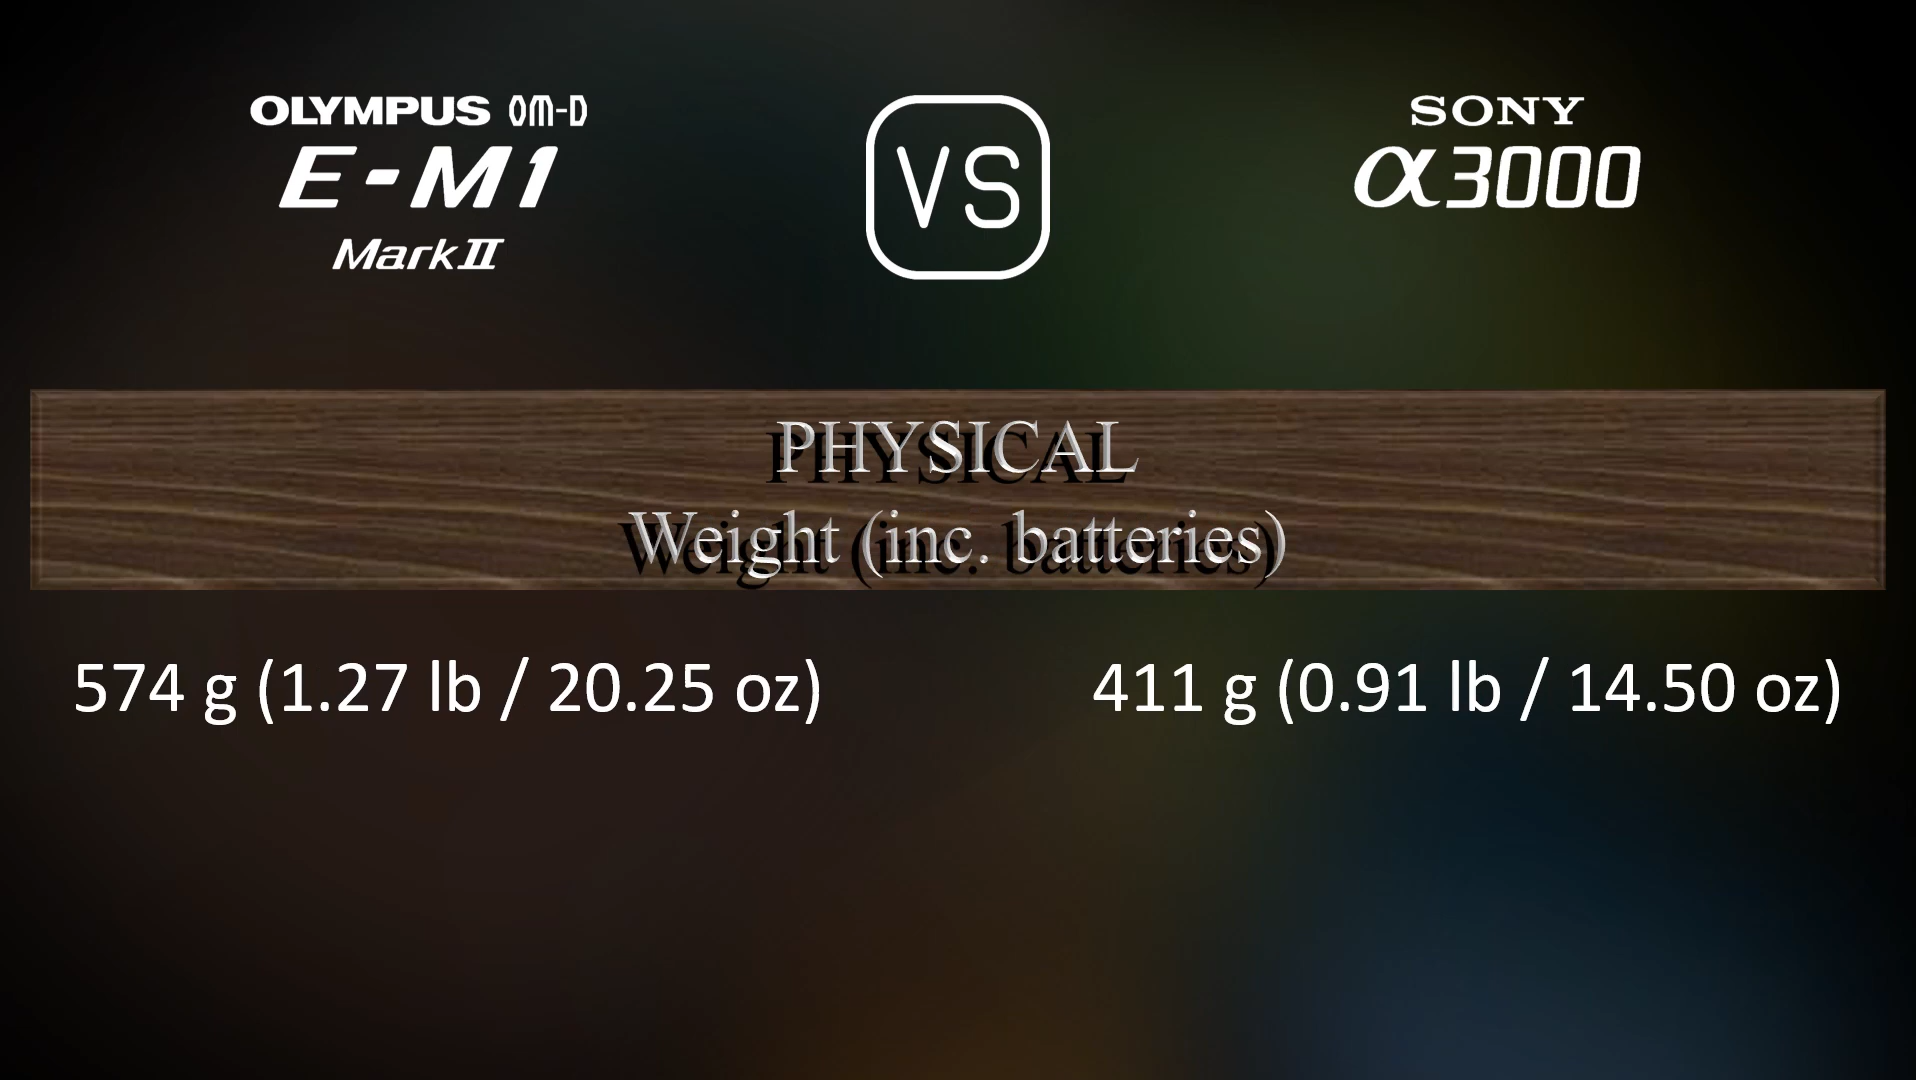 OLYMPUS OM-D
E-M1
Mark II
VS
SONY
α3000
PHYSICAL
Weight (inc. batteries)
574 g (1.27 lb / 20.25 oz)
411 g (0.91 lb / 14.50 oz)